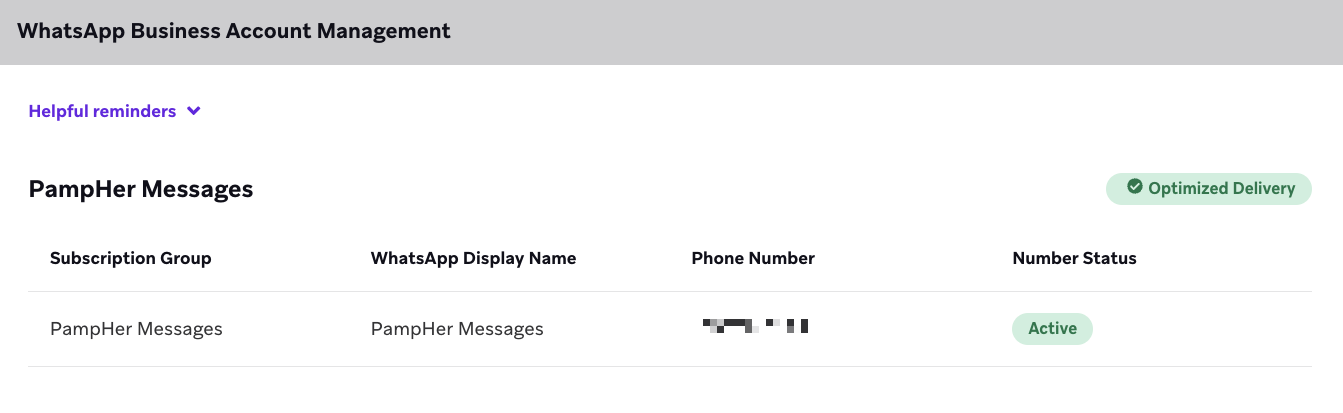 WhatsApp Business Account Management
Helpful reminders
PampHer Messages
Optimized Delivery
Subscription Group WhatsApp Display Name Phone Number Number Status
PampHer Messages PampHer Messages Active